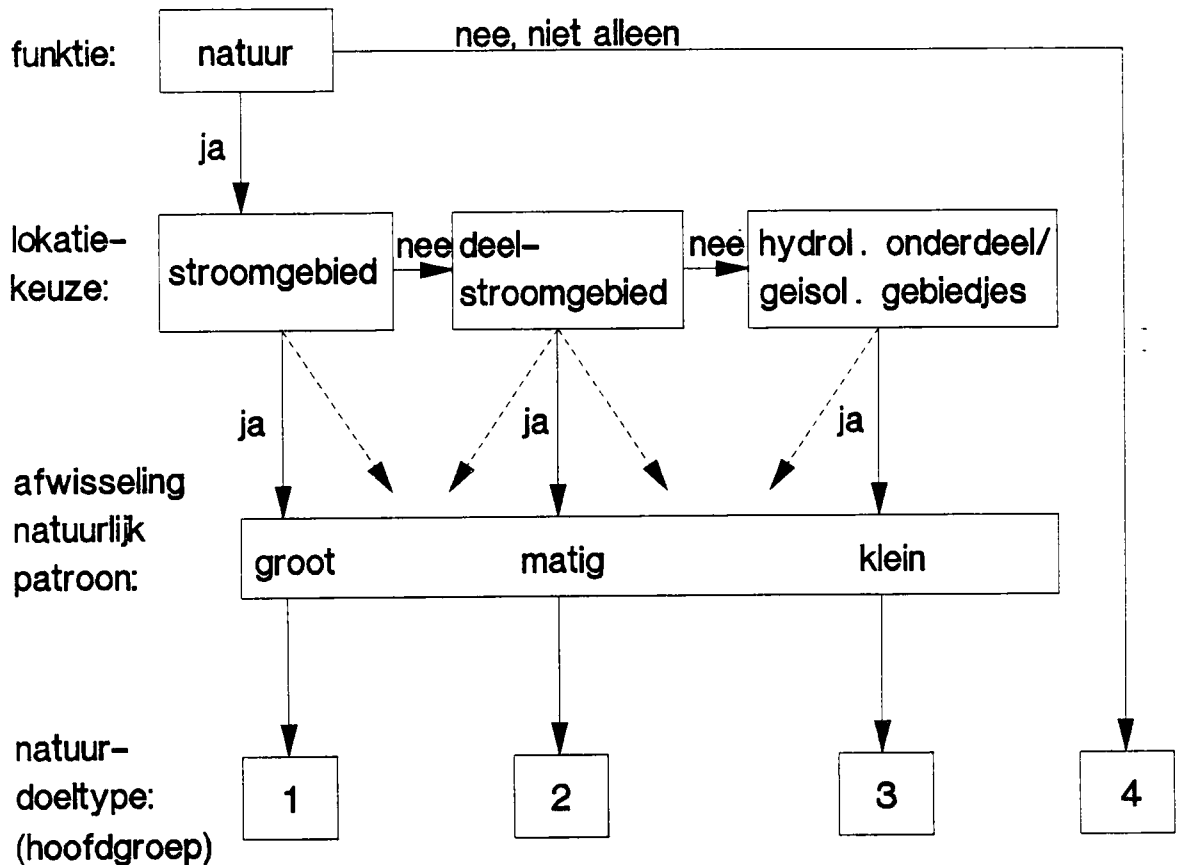 funktie:
natuur
nee, niet alleen
ja
lokatie-
keuze:
stroomgebied
nee
deel-
stroomgebied
nee
hydrol. onderdeel/
geisol. gebiedjes
ja
ja
ja
afwisseling
natuurlijk
patroon:
groot
matig
klein
natuur-
doeltype:
(hoofdgroep)
1
2
3
4